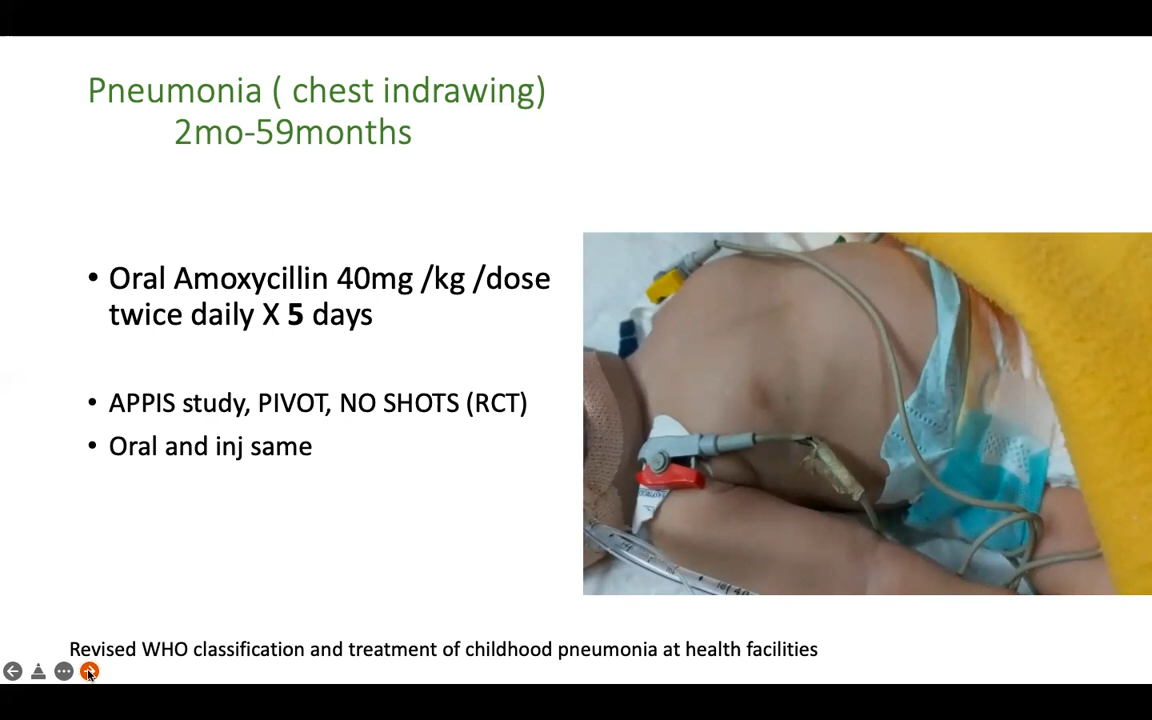 Pneumonia ( chest indrawing)
2mo-59months
• Oral Amoxycillin 40mg /kg /dose
twice daily X 5 days
• APPIS study, PIVOT, NO SHOTS (RCT)
• Oral and inj same
Revised WHO classification and treatment of childhood pneumonia at health facilities